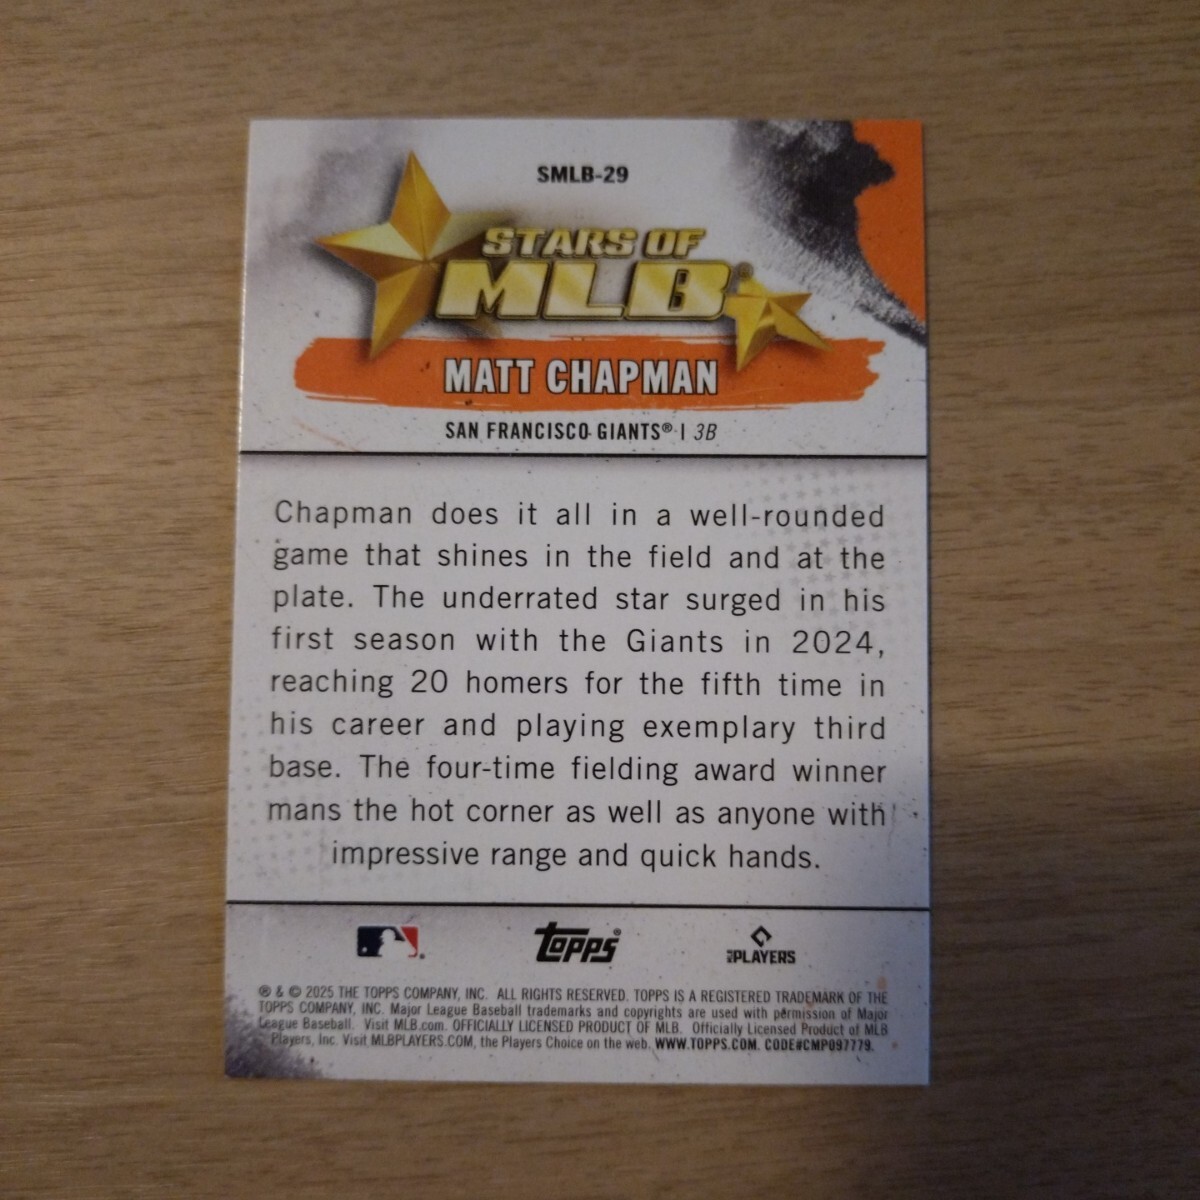 SMLB-29
STARS OF
MLB®
MATT CHAPMAN
SAN FRANCISCO GIANTS® | 3B
Chapman does it all in a well-rounded
game that shines in the field and at the
plate. The underrated star surged in his
first season with the Giants in 2024,
reaching 20 homers for the fifth time in
his career and playing exemplary third
base. The four-time fielding award winner
mans the hot corner as well as anyone with
impressive range and quick hands.
topps® PLAYERS
® & © 2025 THE TOPPS COMPANY, INC. ALL RIGHTS RESERVED. TOPPS IS A REGISTERED TRADEMARK OF THE
TOPPS COMPANY, INC. Major League Baseball trademarks and copyrights are used with permission of Major
League Baseball. Visit MLB.com. OFFICIALLY LICENSED PRODUCT OF MLB. Officially Licensed Product of MLB
Players, Inc. Visit MLBPLAYERS.COM, the Players Choice on the web. WWW.TOPPS.COM. CODE#CMP097779.